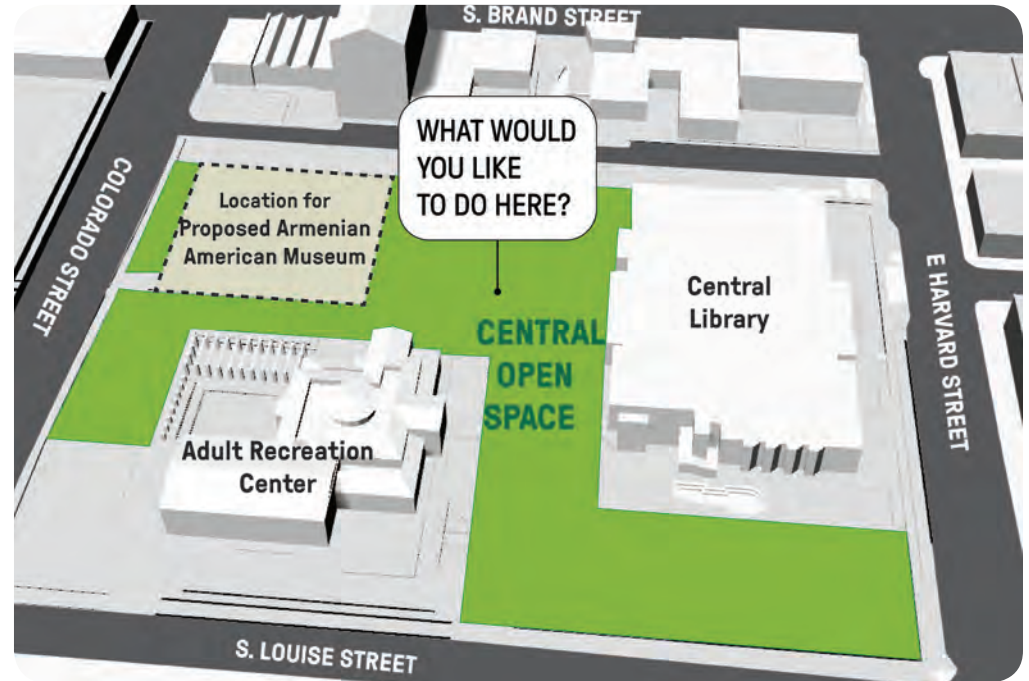 S. BRAND STREET
WHAT WOULD
YOU LIKE
TO DO HERE?
COLORADO STREET
Location for
Proposed Armenian
American Museum
Central
Library
E HARVARD STREET
CENTRAL
OPEN
SPACE
Adult Recreation
Center
S. LOUISE STREET